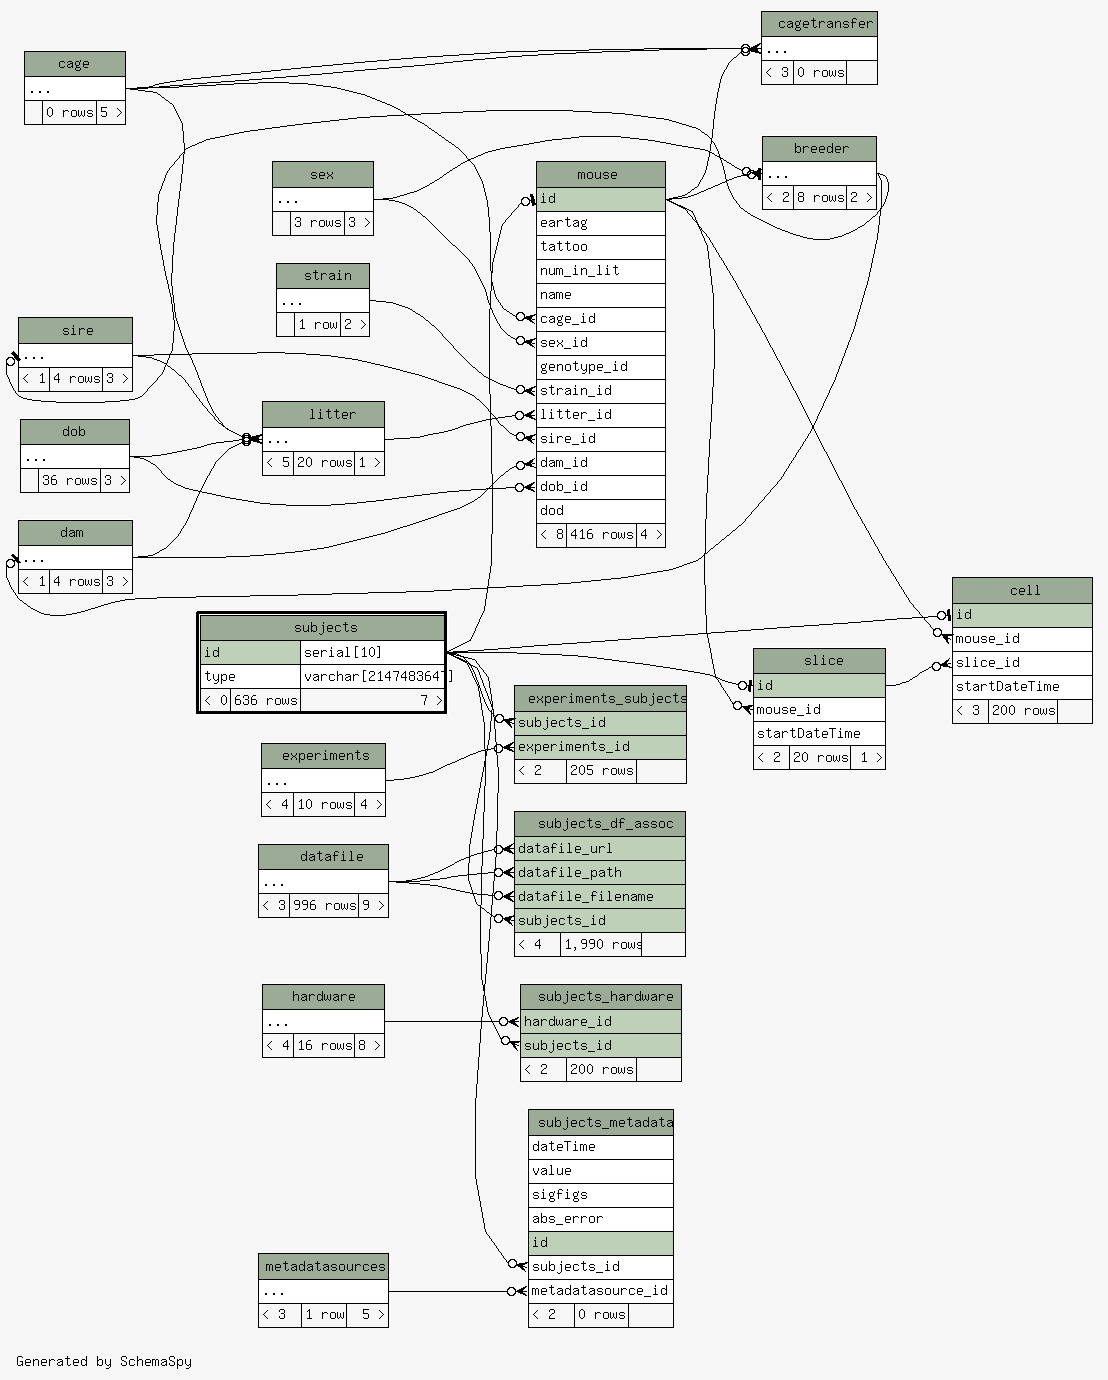 cagetransfer
...
< 3 0 rows
cage
...
0 rows 5 >
breeder
...
< 2 8 rows 2 >
sex
...
3 rows 3 >
mouse
id
eartag
tattoo
num_in_lit
name
cage_id
sex_id
genotype_id
strain_id
litter_id
sire_id
dam_id
dob_id
dod
< 8 416 rows 4 >
strain
...
1 row 2 >
sire
...
< 1 4 rows 3 >
litter
...
< 5 20 rows 1 >
dob
...
36 rows 3 >
dam
...
< 1 4 rows 3 >
cell
id
mouse_id
slice_id
startDateTime
< 3 200 rows
subjects
id serial[10]
type varchar[2147483647]
< 0 636 rows 7 >
slice
id
mouse_id
startDateTime
< 2 20 rows 1 >
experiments_subjects
subjects_id
experiments_id
< 2 205 rows
experiments
...
< 4 10 rows 4 >
subjects_df_assoc
datafile_url
datafile_path
datafile_filename
subjects_id
< 4 1,990 rows
datafile
...
< 3 996 rows 9 >
hardware
...
< 4 16 rows 8 >
subjects_hardware
hardware_id
subjects_id
< 2 200 rows
subjects_metadata
dateTime
value
sigfigs
abs_error
id
subjects_id
metadatasource_id
< 2 0 rows
metadatasources
...
< 3 1 row 5 >
Generated by SchemaSpy